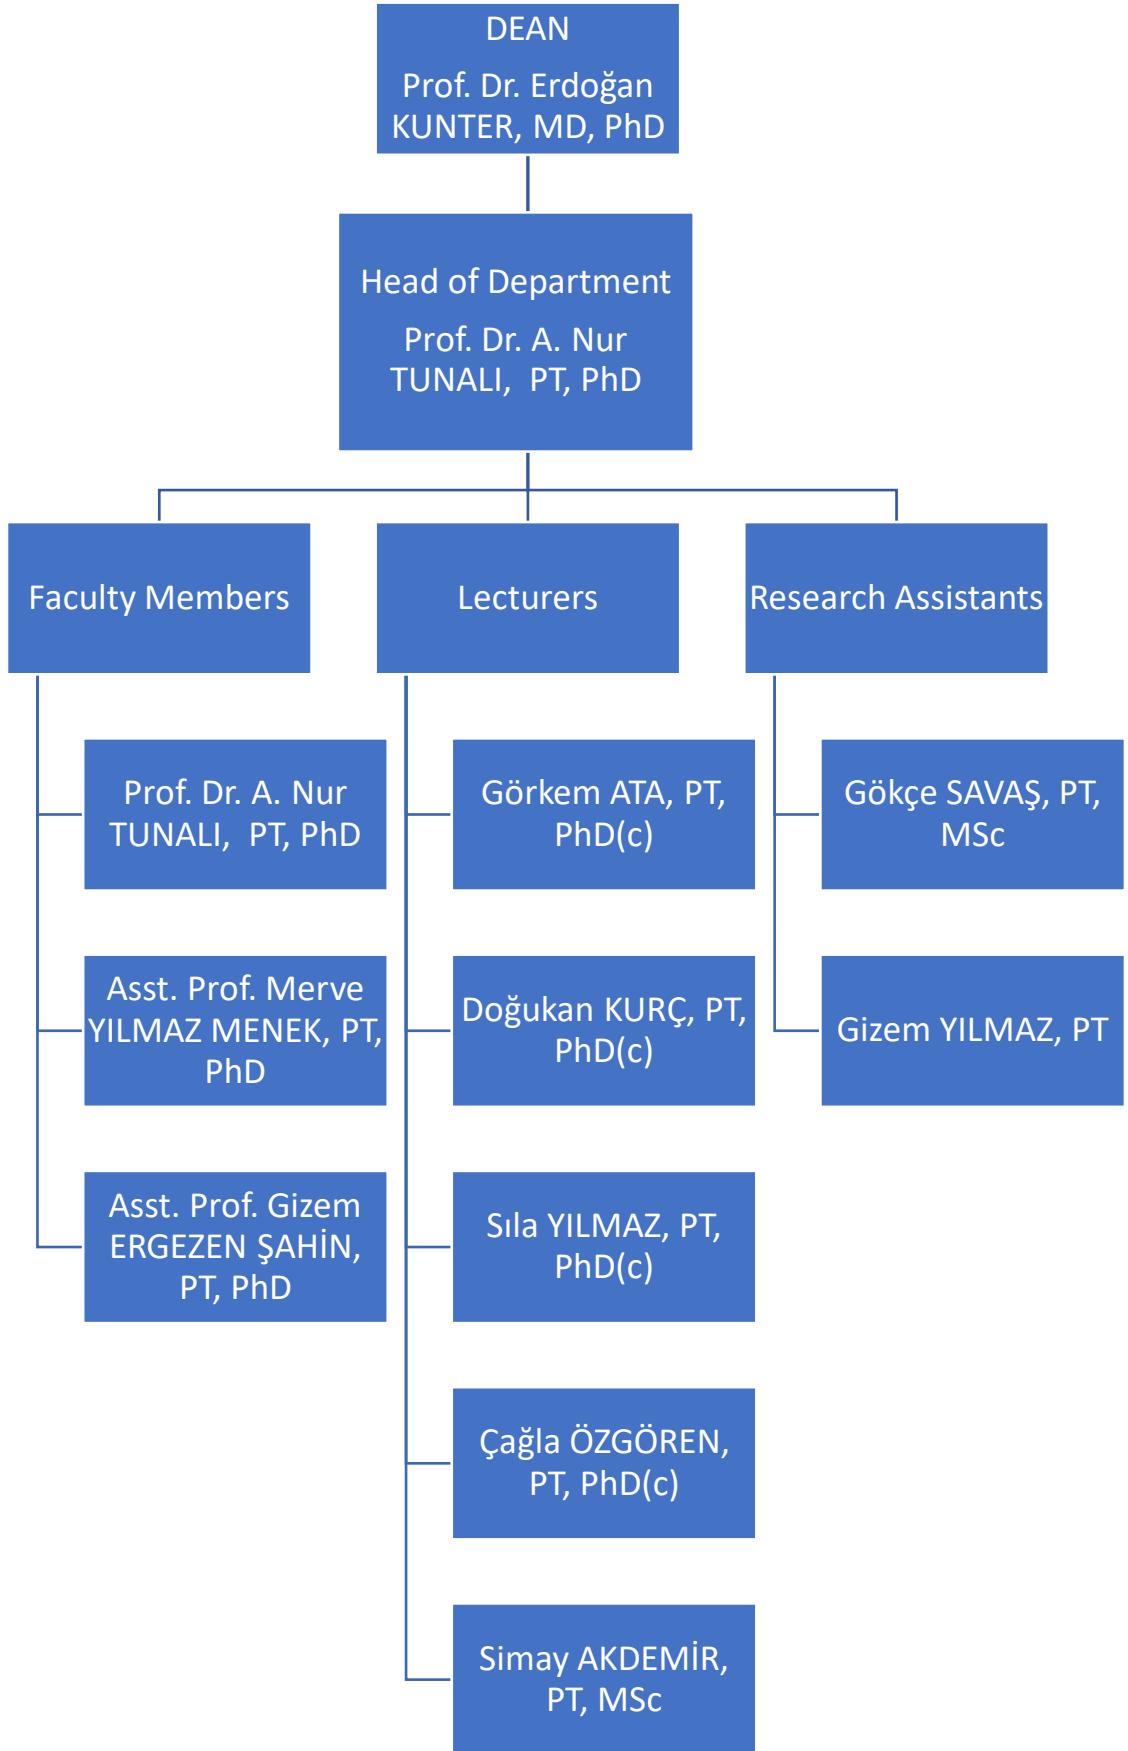 DEAN
Prof. Dr. Erdoğan
KUNTER, MD, PhD
Head of Department
Prof. Dr. A. Nur
TUNALI,  PT, PhD
Faculty Members
Lecturers
Research Assistants
Prof. Dr. A. Nur
TUNALI,  PT, PhD
Asst. Prof. Merve
YILMAZ MENEK, PT,
PhD
Asst. Prof. Gizem
ERGEZEN ŞAHİN,
PT, PhD
Görkem ATA, PT,
PhD(c)
Doğukan KURÇ, PT,
PhD(c)
Sıla YILMAZ, PT,
PhD(c)
Çağla ÖZGÖREN,
PT, PhD(c)
Simay AKDEMİR,
PT, MSc
Gökçe SAVAŞ, PT,
MSc
Gizem YILMAZ, PT